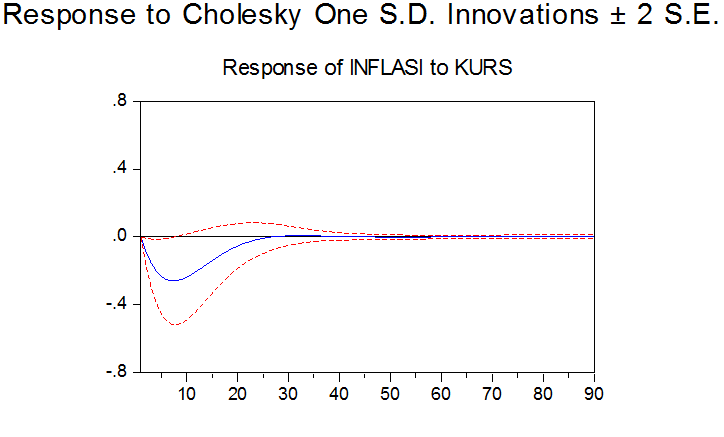 Response to Cholesky One S.D. Innovations ± 2 S.E.
Response of INFLASI to KURS
.8
.4
.0
-.4
-.8
10 20 30 40 50 60 70 80 90